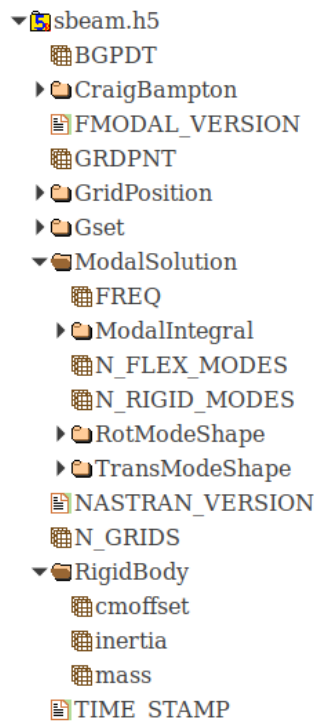 sbeam.h5
BGPDT
CraigBampton
FMODAL_VERSION
GRDPNT
GridPosition
Gset
ModalSolution
FREQ
ModalIntegral
N_FLEX_MODES
N_RIGID_MODES
RotModeShape
TransModeShape
NASTRAN_VERSION
N_GRIDS
RigidBody
cmoffset
inertia
mass
TIME_STAMP